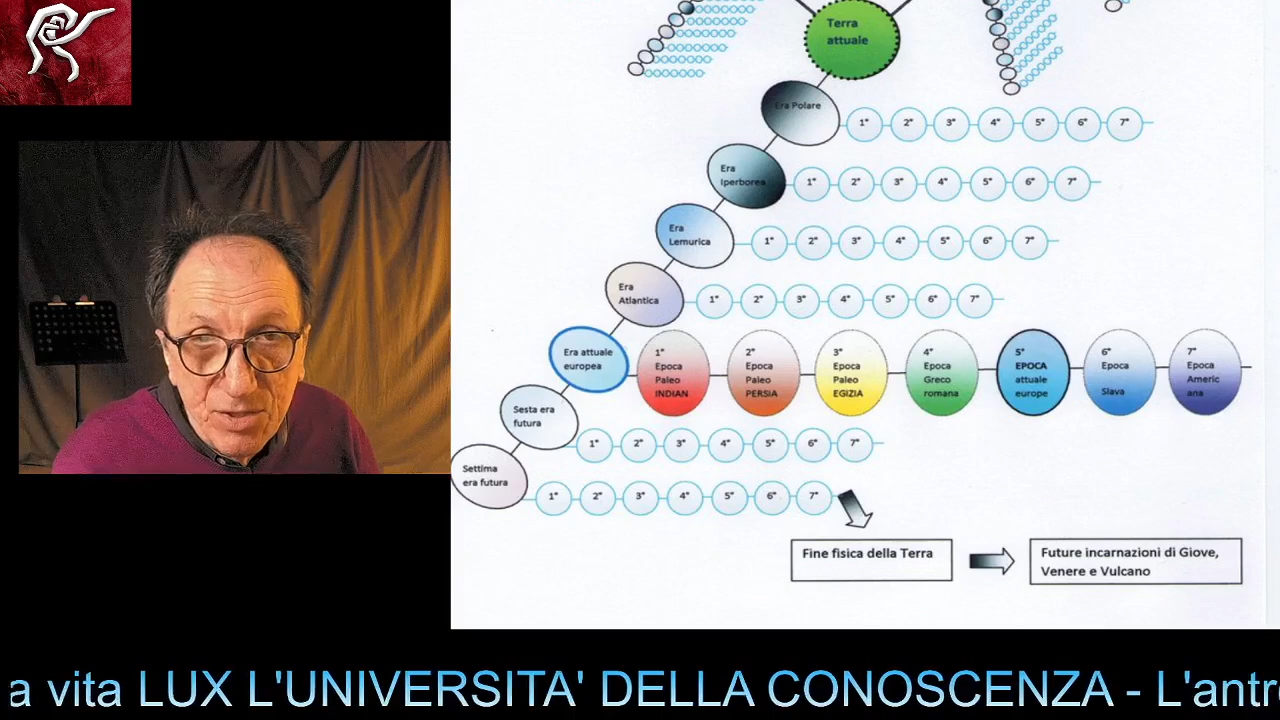 Terra
attuale
Era Polare
1° 2° 3° 4° 5° 6° 7°
Era
Iperborea
1° 2° 3° 4° 5° 6° 7°
Era
Lemurica
1° 2° 3° 4° 5° 6° 7°
Era
Atlantica
1° 2° 3° 4° 5° 6° 7°
Era attuale
europea
1°
Epoca
Paleo
INDIAN
2°
Epoca
Paleo
PERSIA
3°
Epoca
Paleo
EGIZIA
4°
Epoca
Greco
romana
5°
EPOCA
attuale
europe
6°
Epoca
Slava
7°
Epoca
Americ
ana
Sesta era
futura
1° 2° 3° 4° 5° 6° 7°
Settima
era futura
1° 2° 3° 4° 5° 6° 7°
Fine fisica della Terra
Future incarnazioni di Giove,
Venere e Vulcano
a vita LUX L'UNIVERSITA' DELLA CONOSCENZA - L'antr